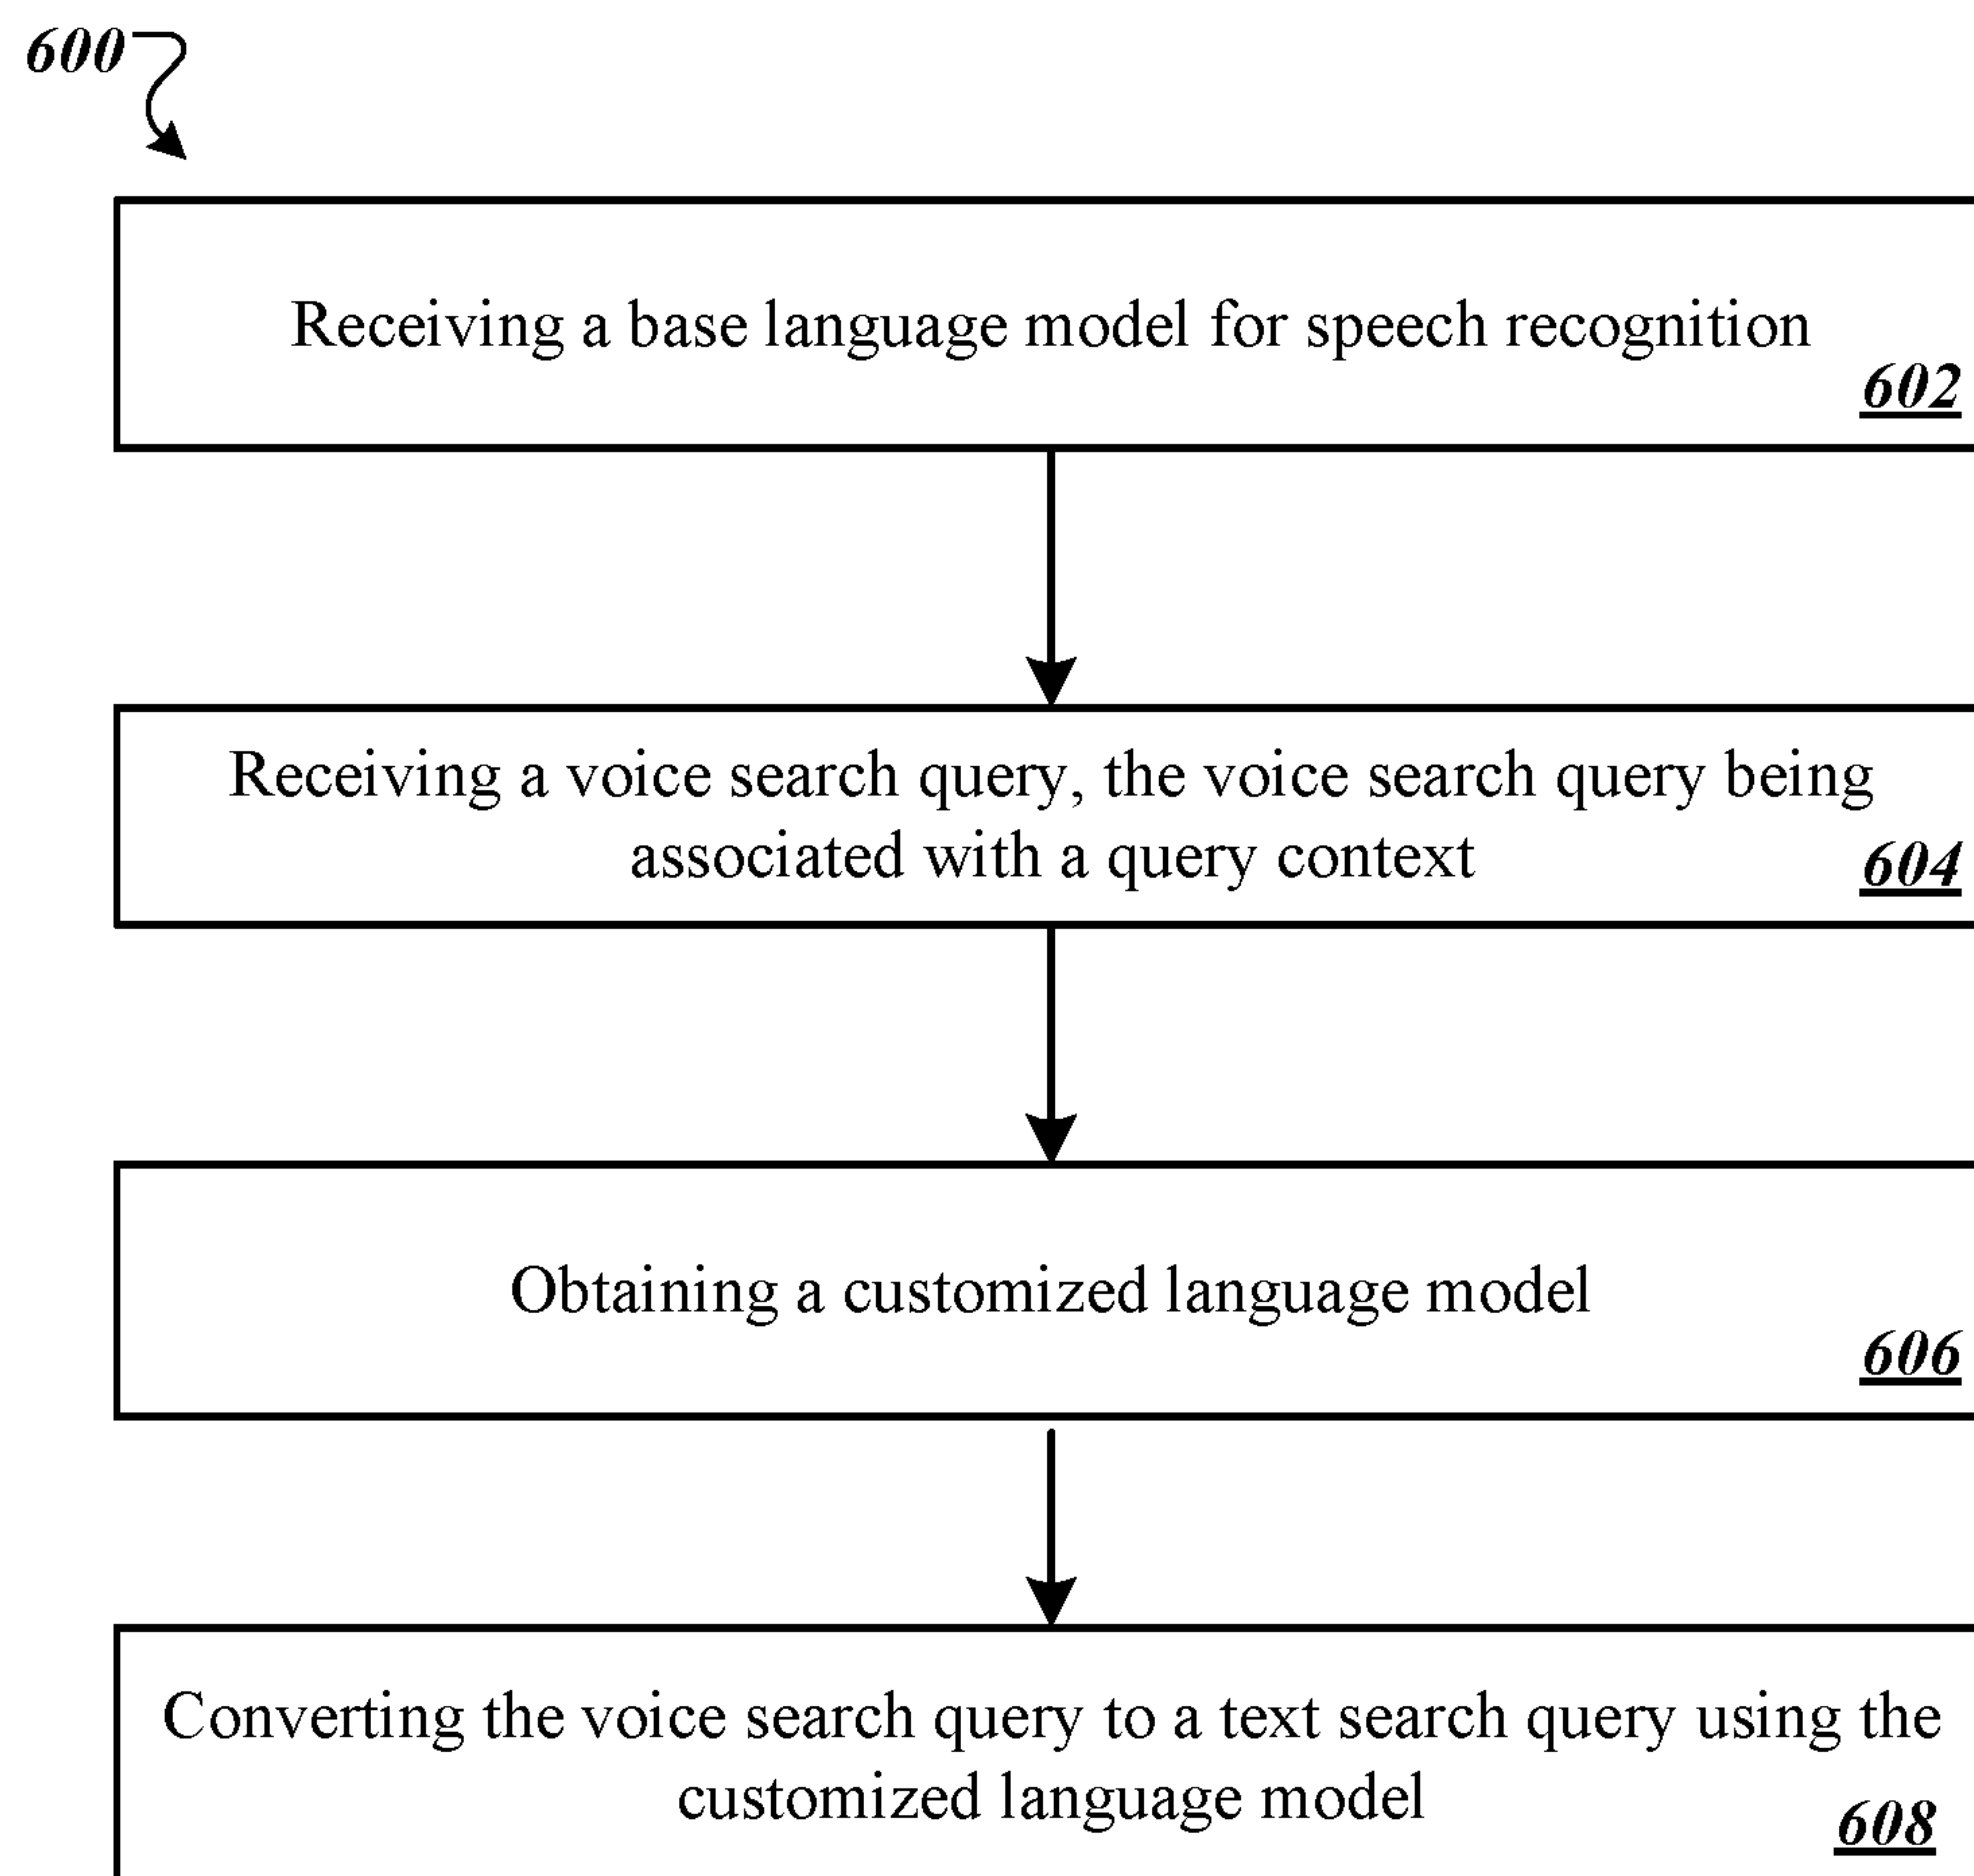 600
Receiving a base language model for speech recognition
602
Receiving a voice search query, the voice search query being
associated with a query context
604
Obtaining a customized language model
606
Converting the voice search query to a text search query using the
customized language model
608